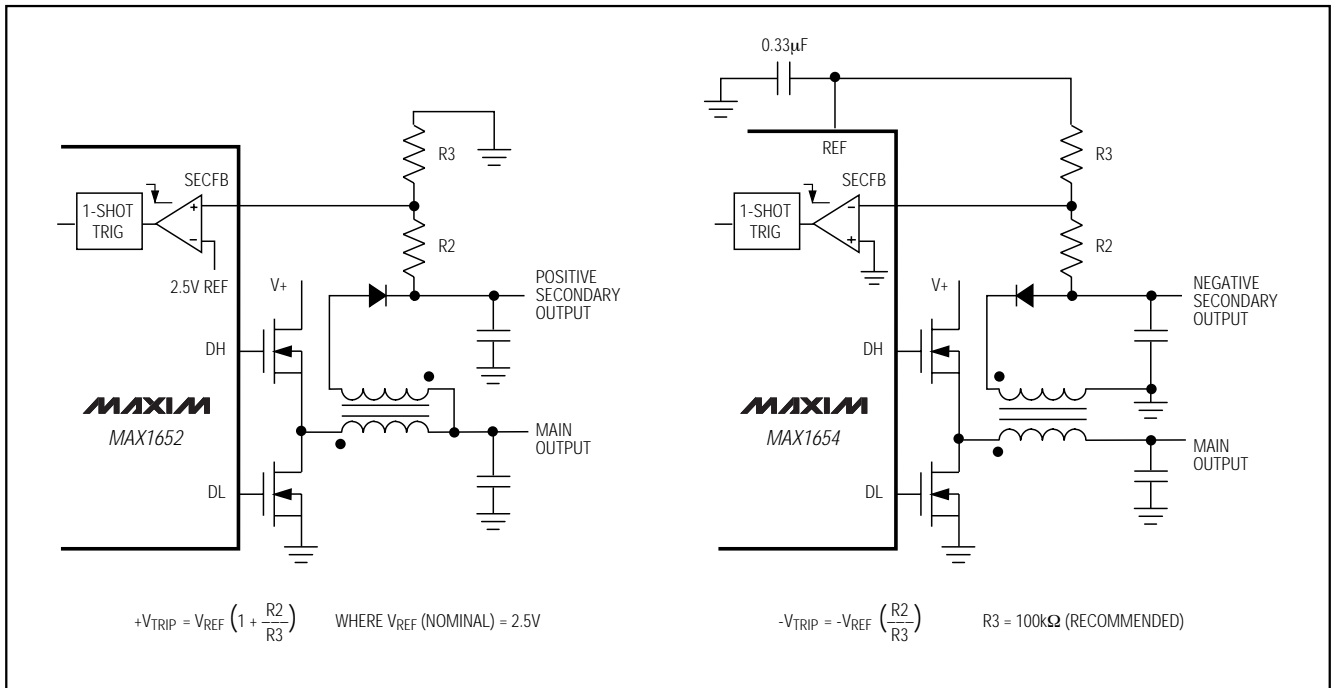 SECFB
1-SHOT
TRIG
+
−
2.5V REF
R3
R2
V+
POSITIVE
SECONDARY
OUTPUT
DH
MAXIM
MAX1652
MAIN
OUTPUT
DL
+VTRIP = VREF (1 + R2/R3) WHERE VREF (NOMINAL) = 2.5V
0.33μF
REF
R3
SECFB
1-SHOT
TRIG
−
+
R2
V+
NEGATIVE
SECONDARY
OUTPUT
DH
MAXIM
MAX1654
MAIN
OUTPUT
DL
-VTRIP = -VREF (R2/R3) R3 = 100kΩ (RECOMMENDED)